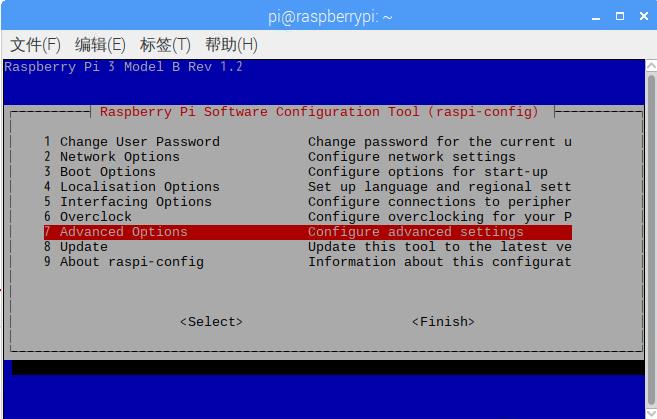 pi@raspberrypi: ~
文件(F) 编辑(E) 标签(T) 帮助(H)
Raspberry Pi 3 Model B Rev 1.2
Raspberry Pi Software Configuration Tool (raspi-config)
1 Change User Password Change password for the current u
2 Network Options Configure network settings
3 Boot Options Configure options for start-up
4 Localisation Options Set up language and regional sett
5 Interfacing Options Configure connections to peripher
6 Overclock Configure overclocking for your P
7 Advanced Options Configure advanced settings
8 Update Update this tool to the latest ve
9 About raspi-config Information about this configurat
<Select> <Finish>